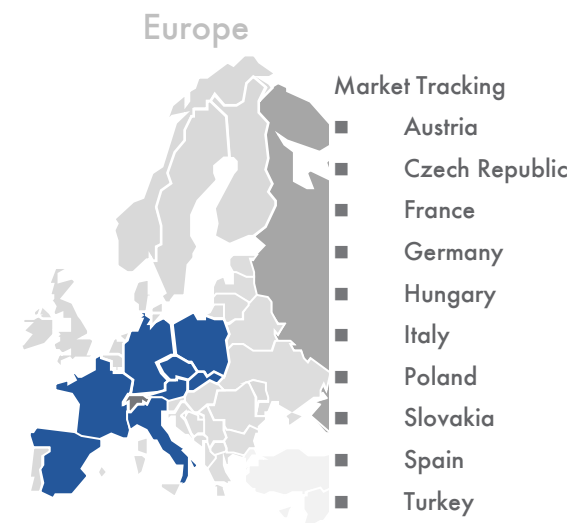 Europe
Market Tracking
■ Austria
■ Czech Republic
■ France
■ Germany
■ Hungary
■ Italy
■ Poland
■ Slovakia
■ Spain
■ Turkey